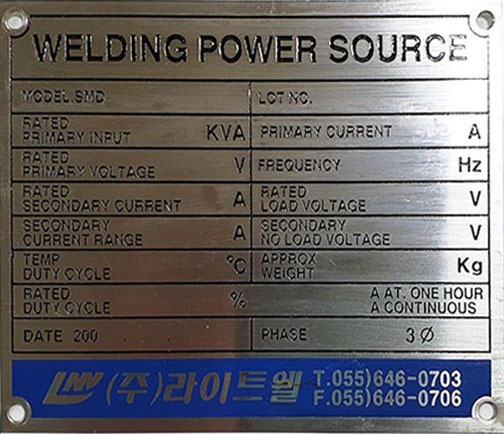 WELDING POWER SOURCE
MODEL.SMD LOT NO.
RATED PRIMARY INPUT KVA PRIMARY CURRENT A
RATED PRIMARY VOLTAGE V FREQUENCY Hz
RATED SECONDARY CURRENT A RATED LOAD VOLTAGE V
SECONDARY CURRENT RANGE A SECONDARY NO LOAD VOLTAGE V
TEMP DUTY CYCLE °C APPROX WEIGHT Kg
RATED DUTY CYCLE % A AT. ONE HOUR A CONTINUOUS
DATE 200 . PHASE 3Ø
LW (주)라이트웰 T.055)646-0703
F.055)646-0706